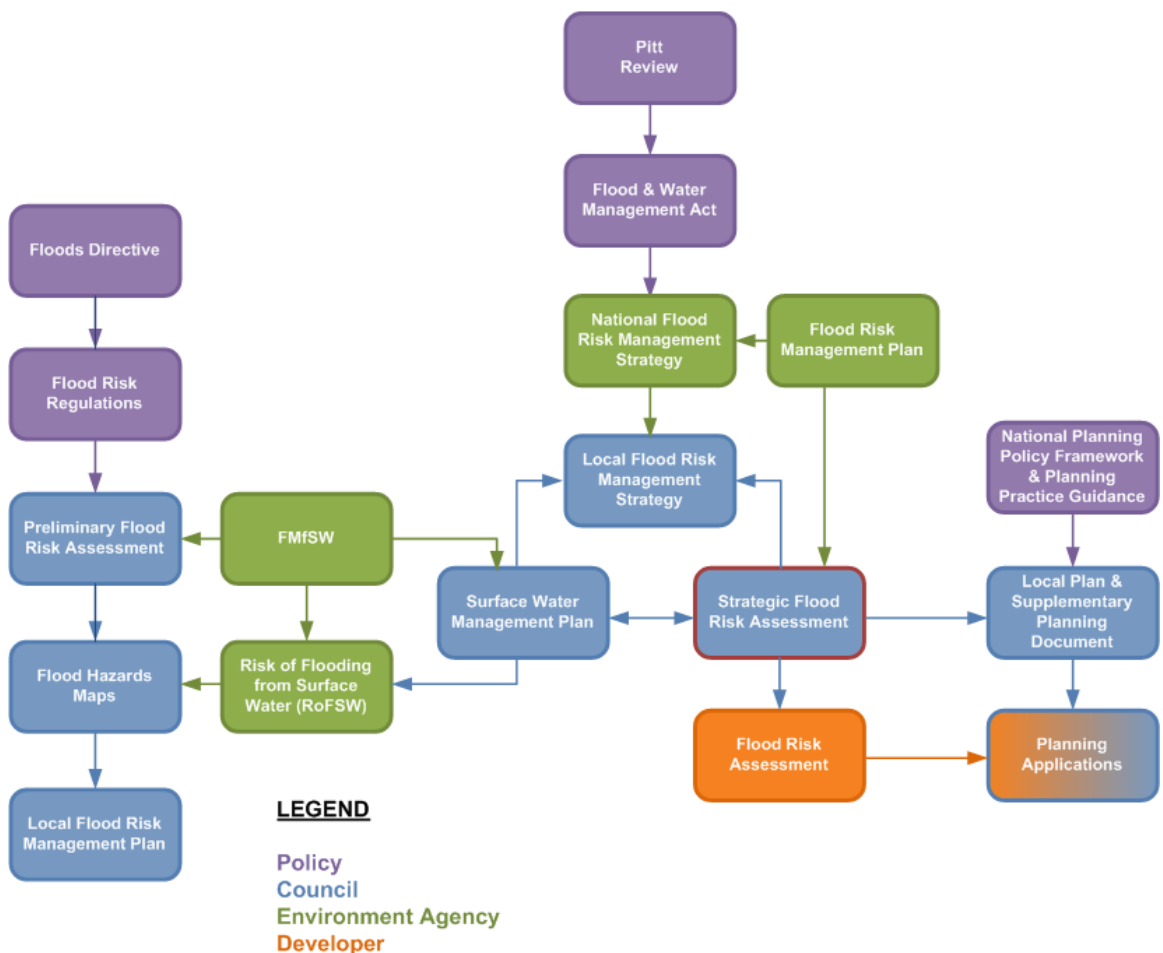 Pitt
Review
Flood & Water
Management Act
Floods Directive
National Flood
Risk Management
Strategy
Flood Risk
Management Plan
Flood Risk
Regulations
Local Flood Risk
Management
Strategy
National Planning
Policy Framework
& Planning
Practice Guidance
Preliminary Flood
Risk Assessment
FMfSW
Surface Water
Management Plan
Strategic Flood
Risk Assessment
Local Plan &
Supplementary
Planning
Document
Flood Hazards
Maps
Risk of Flooding
from Surface
Water (RoFSW)
Flood Risk
Assessment
Planning
Applications
Local Flood Risk
Management Plan
LEGEND
Policy
Council
Environment Agency
Developer